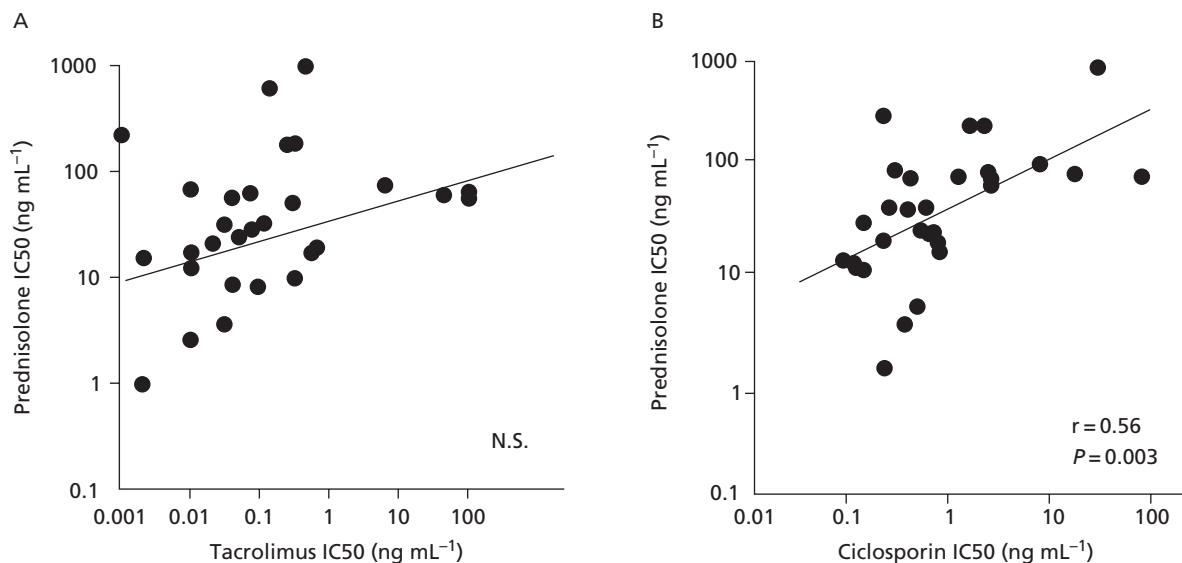 A
Prednisolone IC50 (ng mL⁻¹)
1000
100
10
1
0.1
N.S.
0.001 0.01 0.1 1 10 100
Tacrolimus IC50 (ng mL⁻¹)
B
Prednisolone IC50 (ng mL⁻¹)
1000
100
10
1
0.1
r = 0.56
P = 0.003
0.01 0.1 1 10 100
Ciclosporin IC50 (ng mL⁻¹)